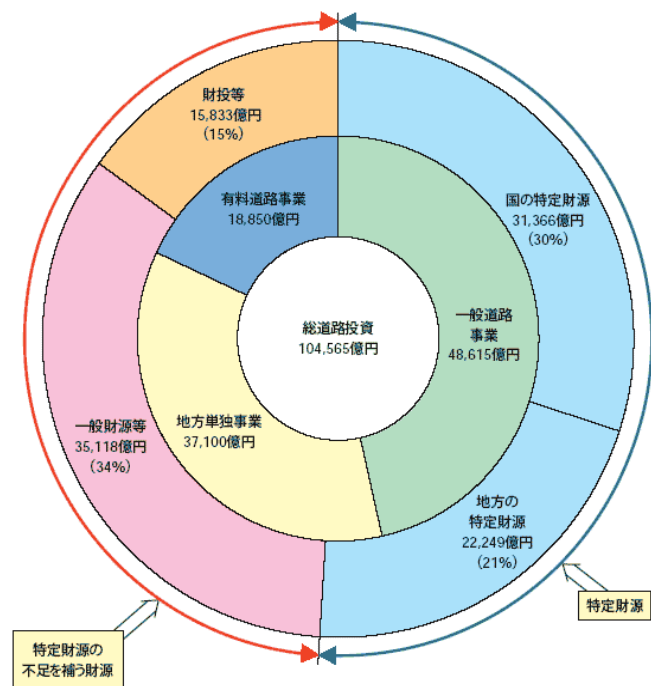 財投等
15,833億円
(15%)
有料道路事業
18,850億円
国の特定財源
31,366億円
(30%)
総道路投資
104,565億円
一般道路
事業
48,615億円
一般財源等
35,118億円
(34%)
地方単独事業
37,100億円
地方の
特定財源
22,249億円
(21%)
特定財源
特定財源の
不足を補う財源